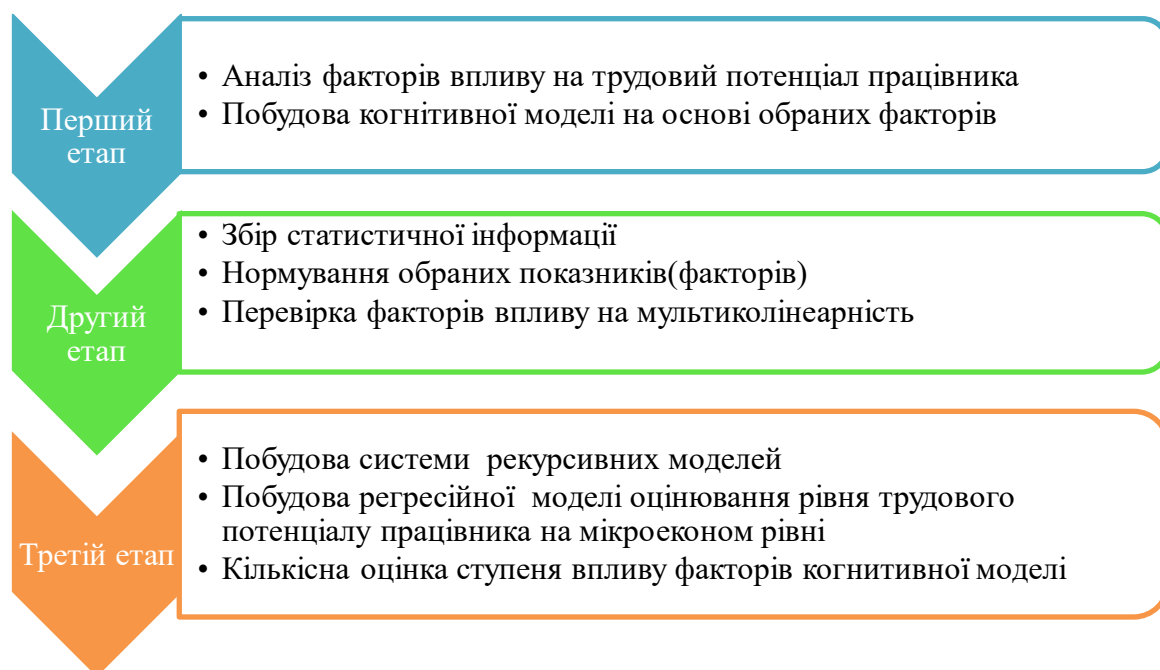 Перший
етап
• Аналіз факторів впливу на трудовий потенціал працівника
• Побудова когнітивної моделі на основі обраних факторів
Другий
етап
• Збір статистичної інформації
• Нормування обраних показників(факторів)
• Перевірка факторів впливу на мультиколінеарність
Третій етап
• Побудова системи рекурсивних моделей
• Побудова регресійної моделі оцінювання рівня трудового
потенціалу працівника на мікроеконом рівні
• Кількісна оцінка ступеня впливу факторів когнитивної моделі